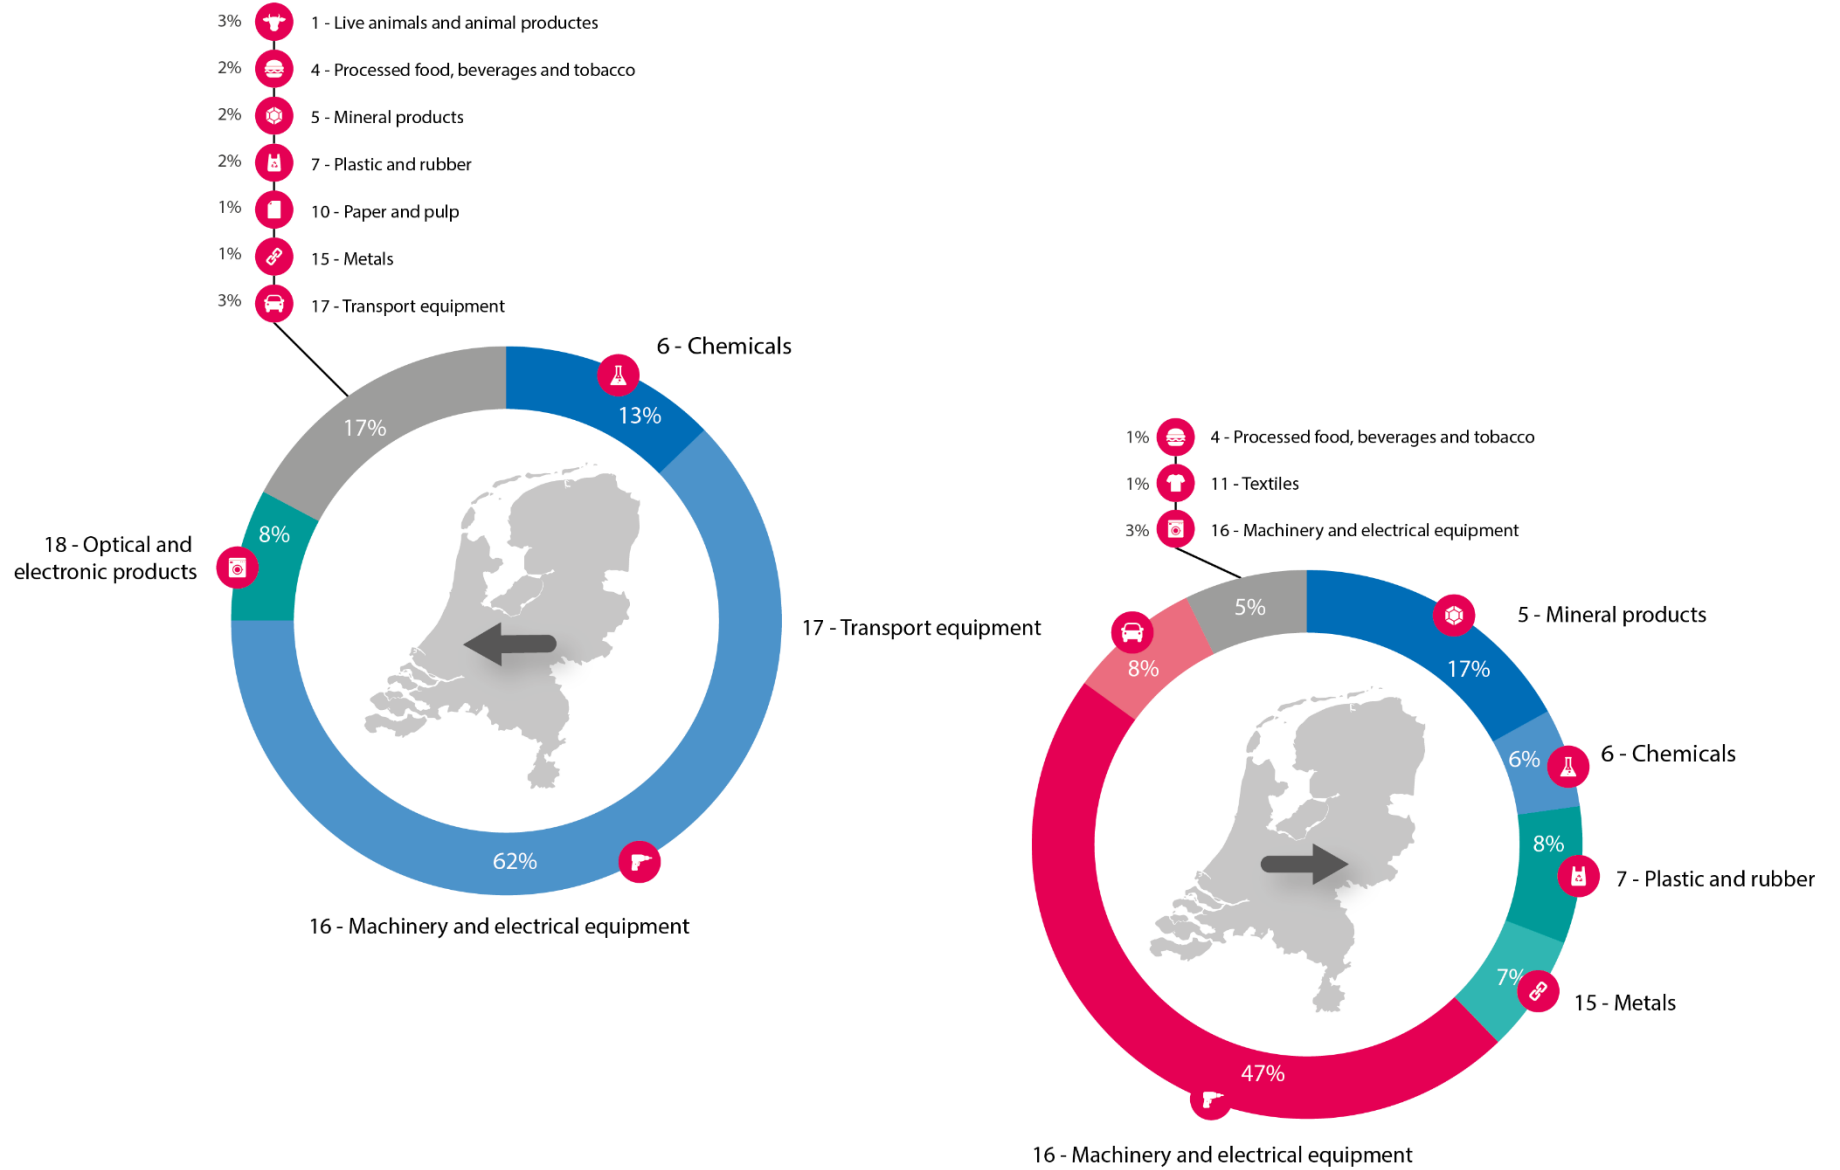 3% 1 - Live animals and animal productes
2% 4 - Processed food, beverages and tobacco
2% 5 - Mineral products
2% 7 - Plastic and rubber
1% 10 - Paper and pulp
1% 15 - Metals
3% 17 - Transport equipment
6 - Chemicals
13%
17%
8%
18 - Optical and
electronic products
17 - Transport equipment
62%
16 - Machinery and electrical equipment
1% 4 - Processed food, beverages and tobacco
1% 11 - Textiles
3% 16 - Machinery and electrical equipment
5%
5 - Mineral products
17%
8%
6 - Chemicals
6%
8%
7 - Plastic and rubber
7%
15 - Metals
47%
16 - Machinery and electrical equipment